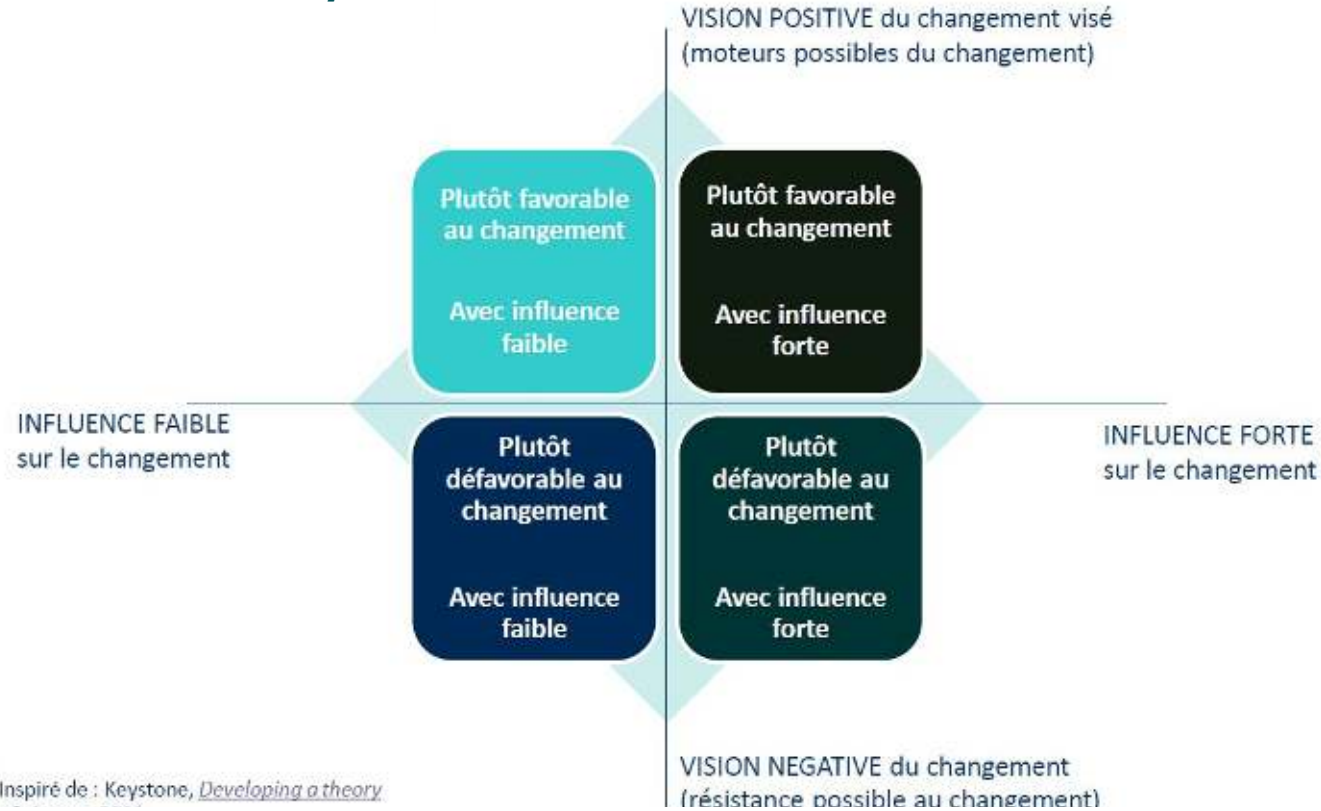 VISION POSITIVE du changement visé
(moteurs possibles du changement)
Plutôt favorable
au changement
Avec influence
faible
Plutôt favorable
au changement
Avec influence
forte
INFLUENCE FAIBLE
sur le changement
INFLUENCE FORTE
sur le changement
Plutôt
défavorable au
changement
Avec influence
faible
Plutôt
défavorable au
changement
Avec influence
forte
VISION NEGATIVE du changement
(résistance possible au changement)
Inspiré de : Keystone, Developing a theory